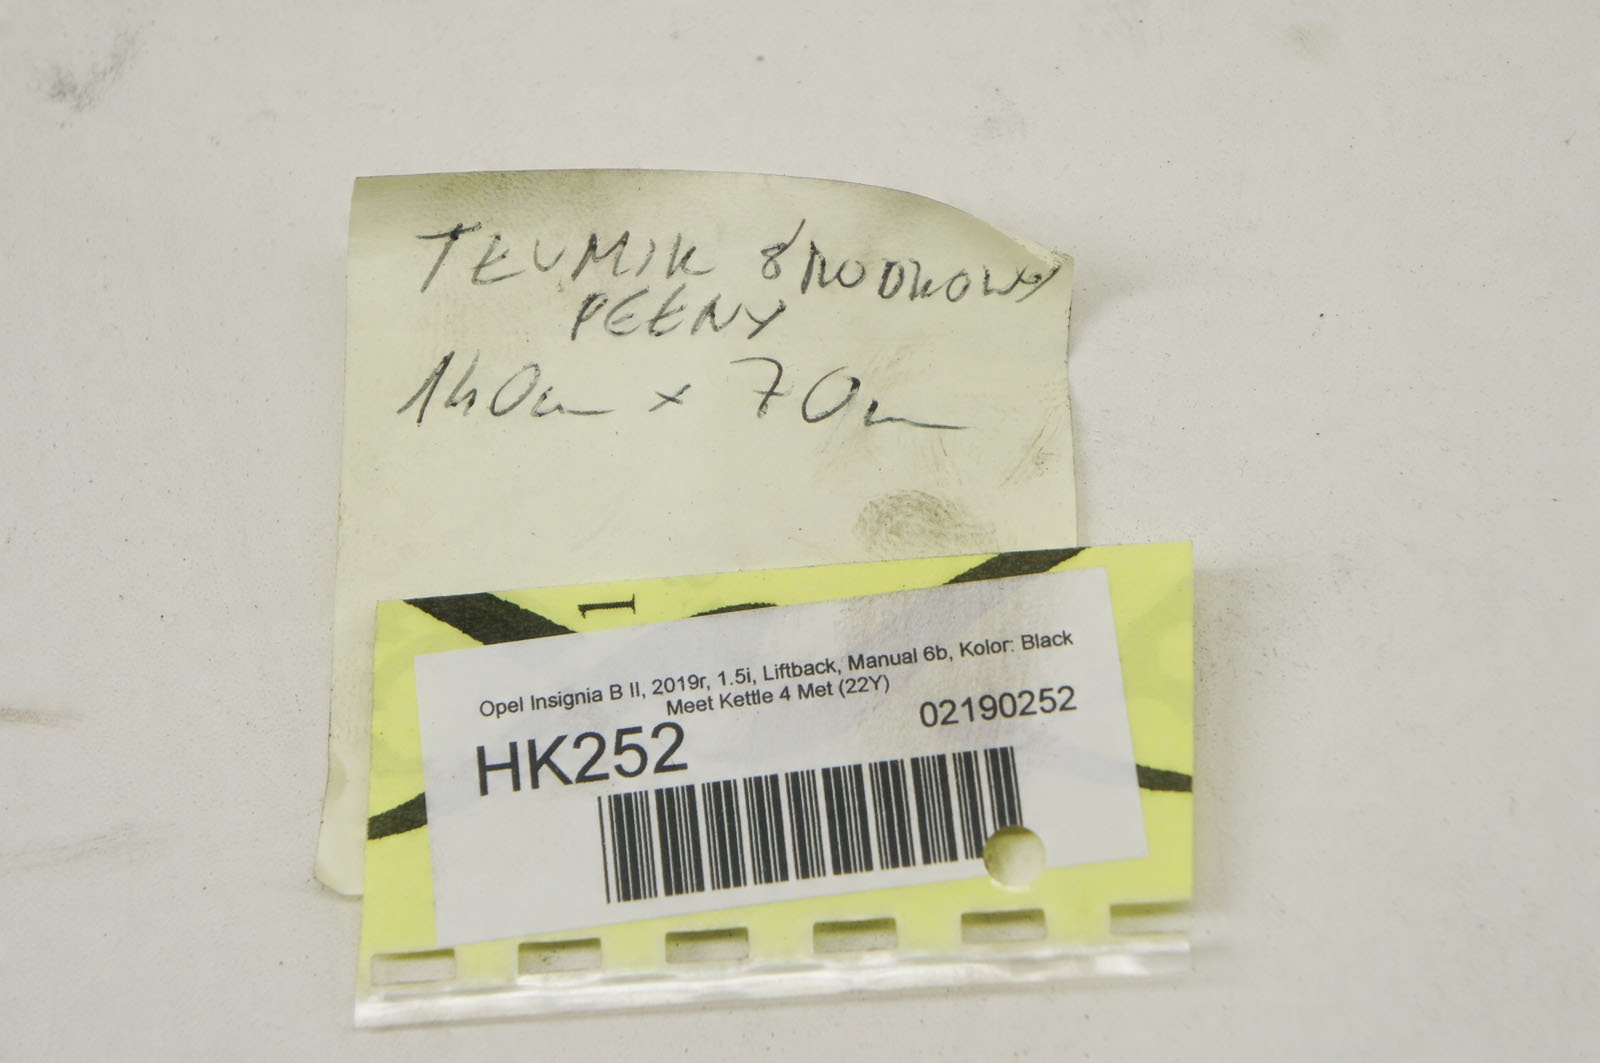 TŁUMIK ŚRODKOWY
PEŁNY
140cm x 70cm
1
Opel Insignia B II, 2019r, 1.5i, Liftback, Manual 6b, Kolor: Black
Meet Kettle 4 Met (22Y)
02190252
HK252